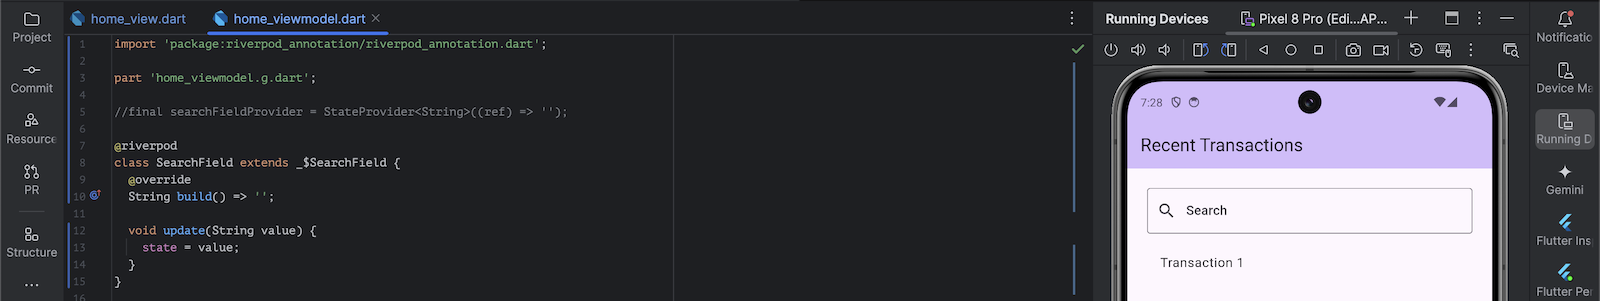 Project
Commit
Resource
PR
Structure
home_view.dart
home_viewmodel.dart
1 import 'package:riverpod_annotation/riverpod_annotation.dart';
2
3 part 'home_viewmodel.g.dart';
4
5 //final searchFieldProvider = StateProvider<String>((ref) => '');
6
7 @riverpod
8 class SearchField extends _$SearchField {
9 @override
10 String build() => '';
11
12 void update(String value) {
13 state = value;
14 }
15 }
16
Running Devices
Pixel 8 Pro (Edi...AP...
7:28
Recent Transactions
Search
Transaction 1
Notificatio
Device Ma
Running D
Gemini
Flutter Ins
Flutter Per